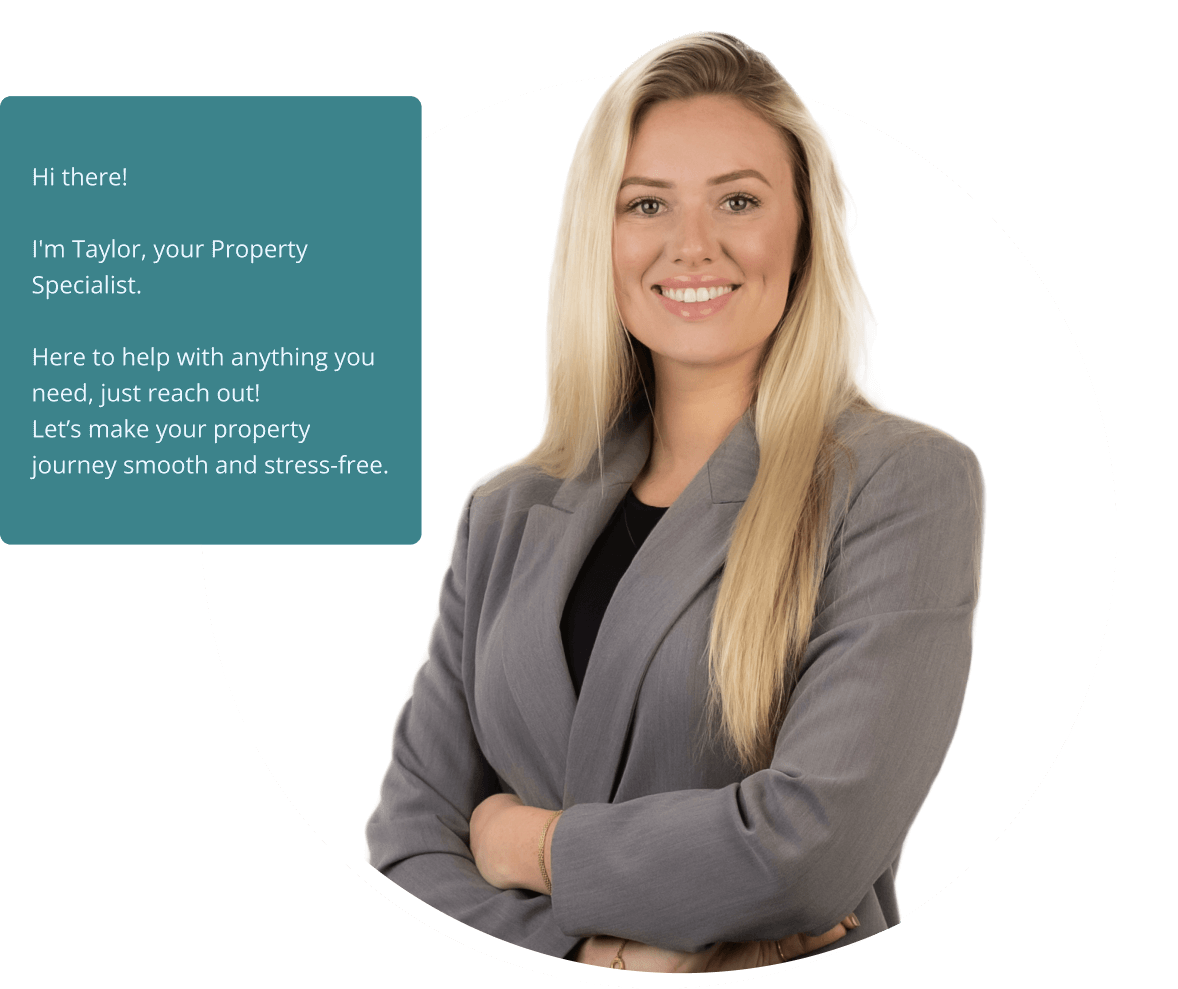 Hi there!
I'm Taylor, your Property
Specialist.
Here to help with anything you
need, just reach out!
Let’s make your property
journey smooth and stress-free.